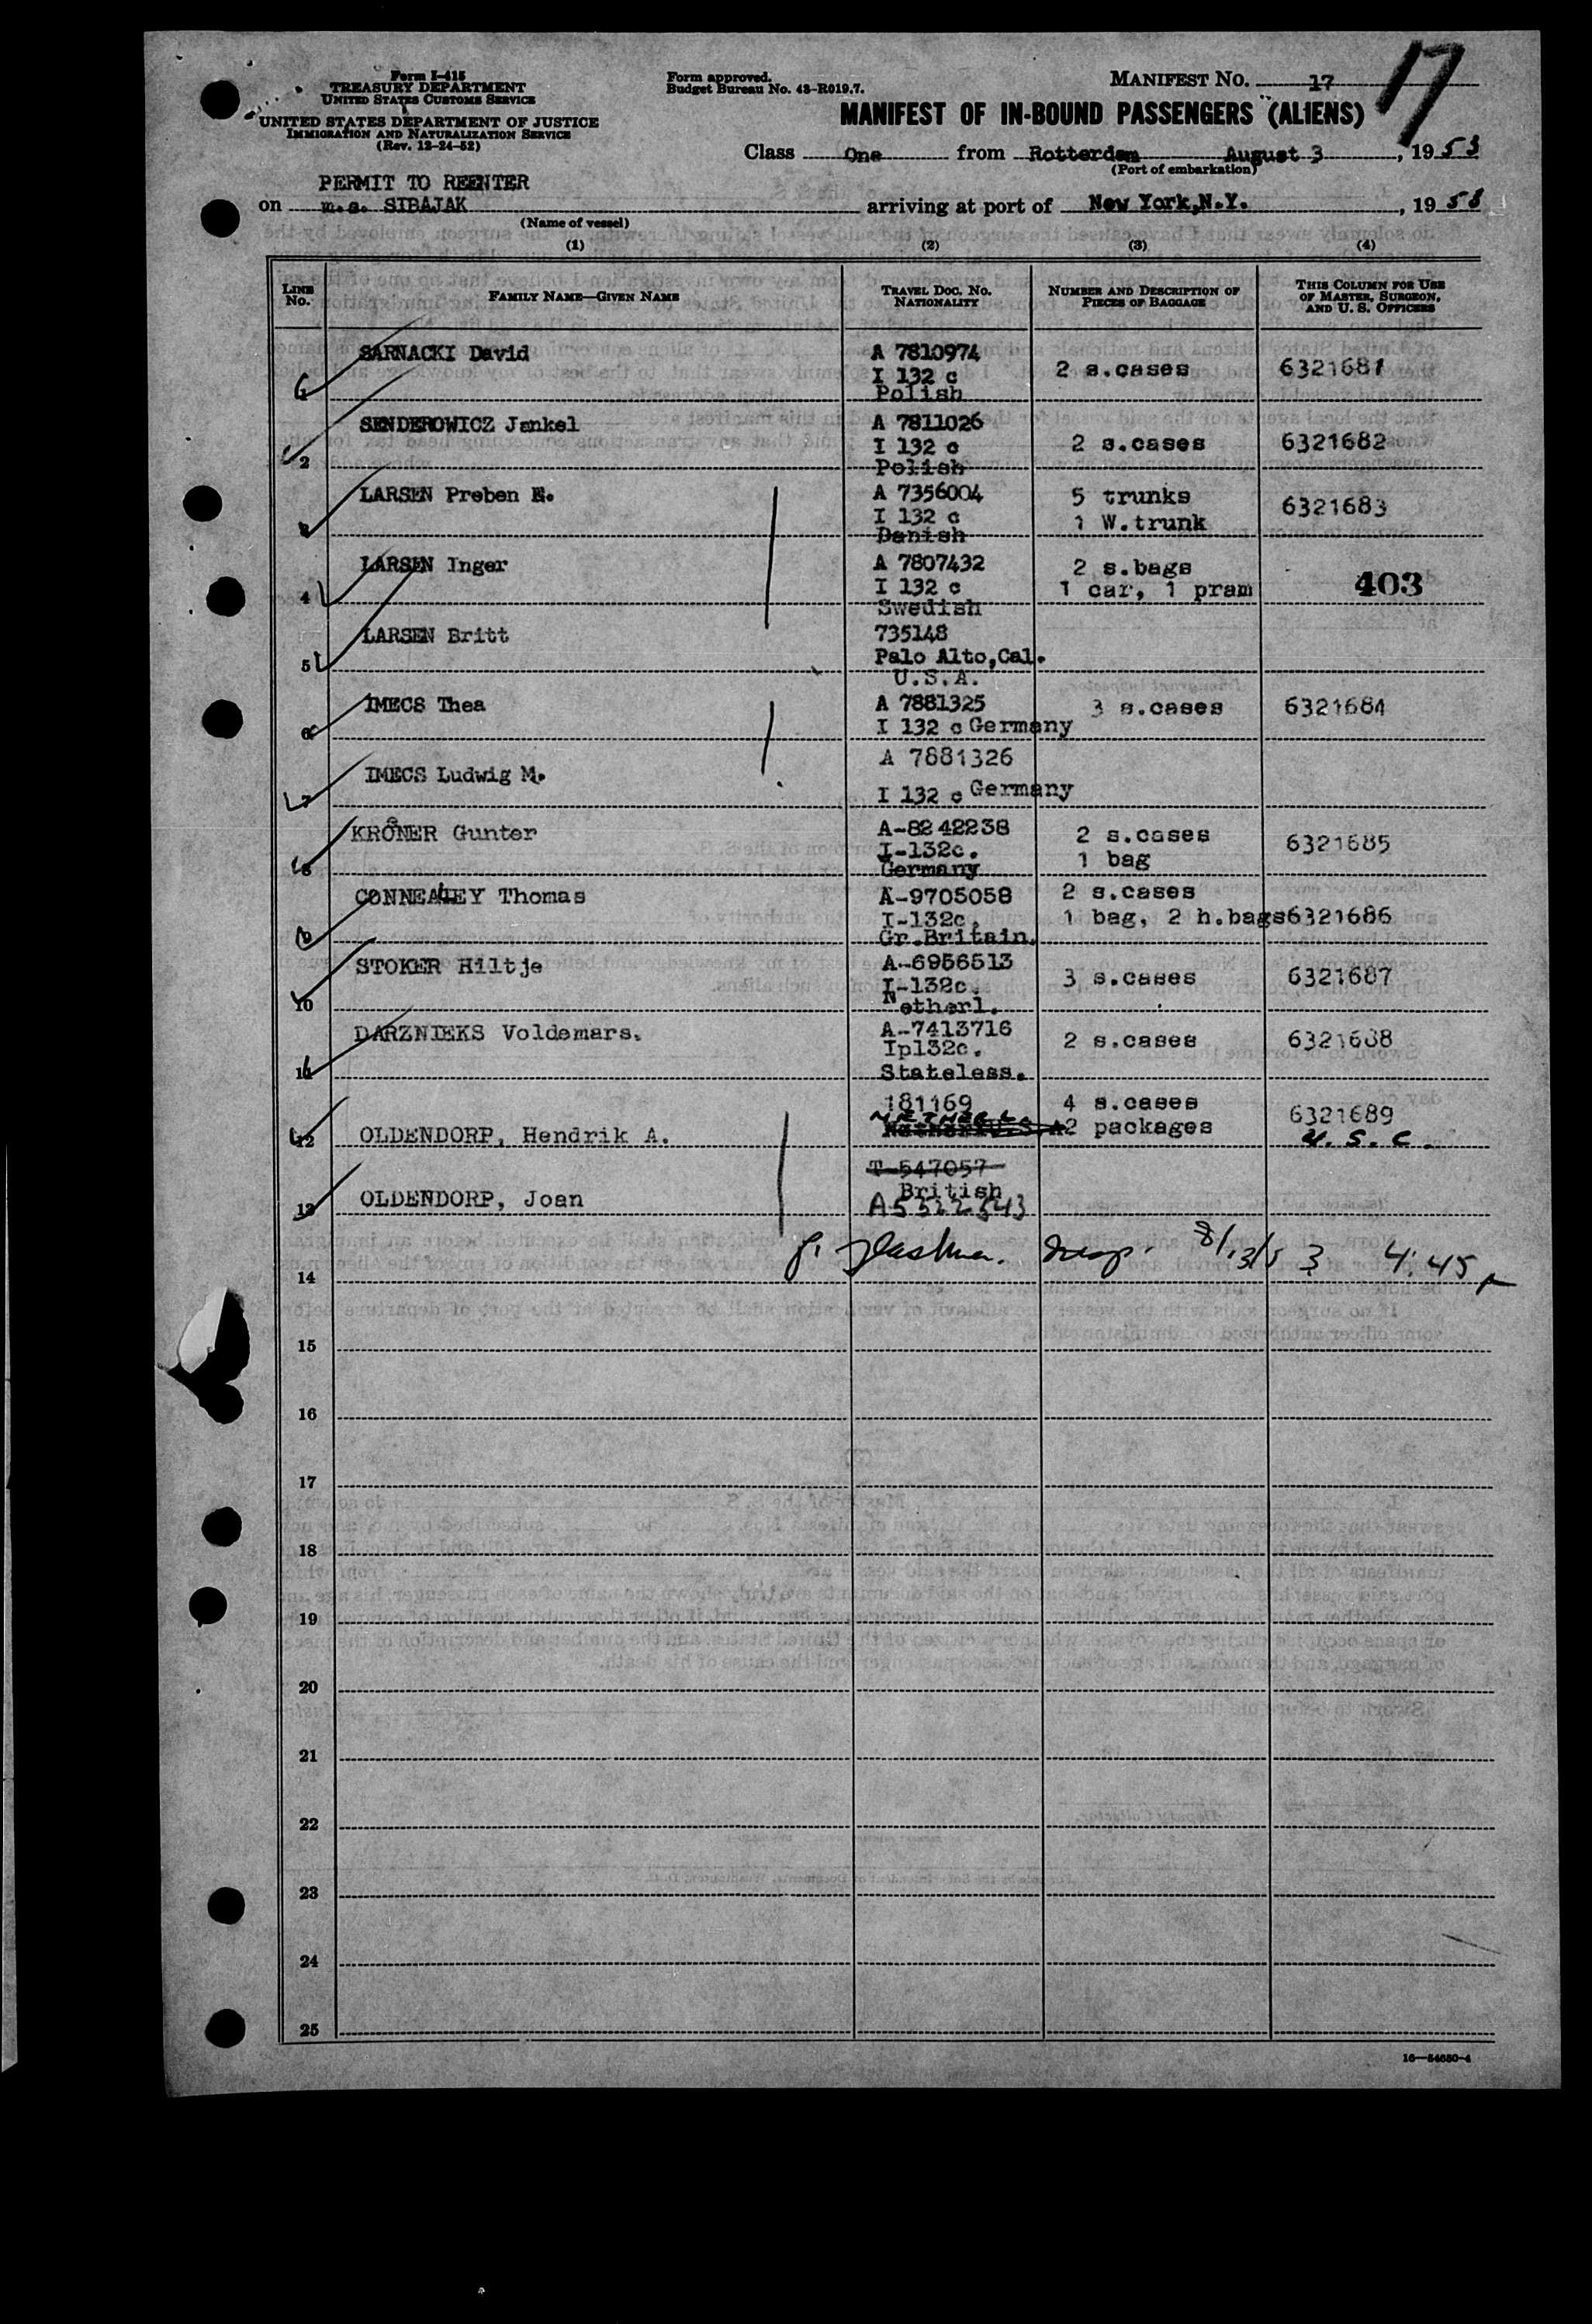 Form I-415
TREASURY DEPARTMENT
UNITED STATES CUSTOMS SERVICE
UNITED STATES DEPARTMENT OF JUSTICE
IMMIGRATION AND NATURALIZATION SERVICE
(Rev. 12-24-52)
Form approved.
Budget Bureau No. 43-R019.7.
MANIFEST NO. 17
17
MANIFEST OF IN-BOUND PASSENGERS (ALIENS)
Class One from Rotterdam August 3, 1953
(Port of embarkation)
PERMIT TO REENTER
on m.s. SIBAJAK arriving at port of New York, N.Y., 1953
(Name of vessel)
(1) (2) (3) (4)
LINE NO. FAMILY NAME—GIVEN NAME TRAVEL DOC. NO. NATIONALITY NUMBER AND DESCRIPTION OF PIECES OF BAGGAGE THIS COLUMN FOR USE OF MASTER, SURGEON, AND U. S. OFFICERS
SARNACKI David A 7810974
1 I 132 c 2 s.cases 6321681
Polish
SENDEROWICZ Jankel A 7811026
2 I 132 c 2 s.cases 6321682
Polish
LARSEN Preben E. A 7356004 5 trunks 6321683
3 I 132 c 1 W.trunk
Danish
LARSEN Inger A 7807432 2 s.bags
4 I 132 c 1 car, 1 pram 403
Swedish
LARSEN Britt 735148
5 Palo Alto, Cal.
U.S.A.
IMECS Thea A 7881325 3 s.cases 6321684
6 I 132 c Germany
A 7881326
IMECS Ludwig M.
7 I 132 c Germany
KRÖNER Gunter A-8242238 2 s.cases 6321685
8 I-132c. 1 bag
Germany
CONNEALLEY Thomas A-9705058 2 s.cases
9 I-132c. 1 bag, 2 h.bags 6321686
Gr.Britain.
STOKER Hiltje A-6956513
10 I-132c. 3 s.cases 6321687
Netherl.
DARZNIEKS Voldemars. A-7413716 2 s.cases 6321688
11 Ip132c.
Stateless.
181169 4 s.cases 6321689
12 OLDENDORP, Hendrik A. 2 packages U. S. C.
T-547057
13 OLDENDORP, Joan British
A5322543
8/13/53 4:45
14
15
16
17
18
19
20
21
22
23
24
25
16—54650-4